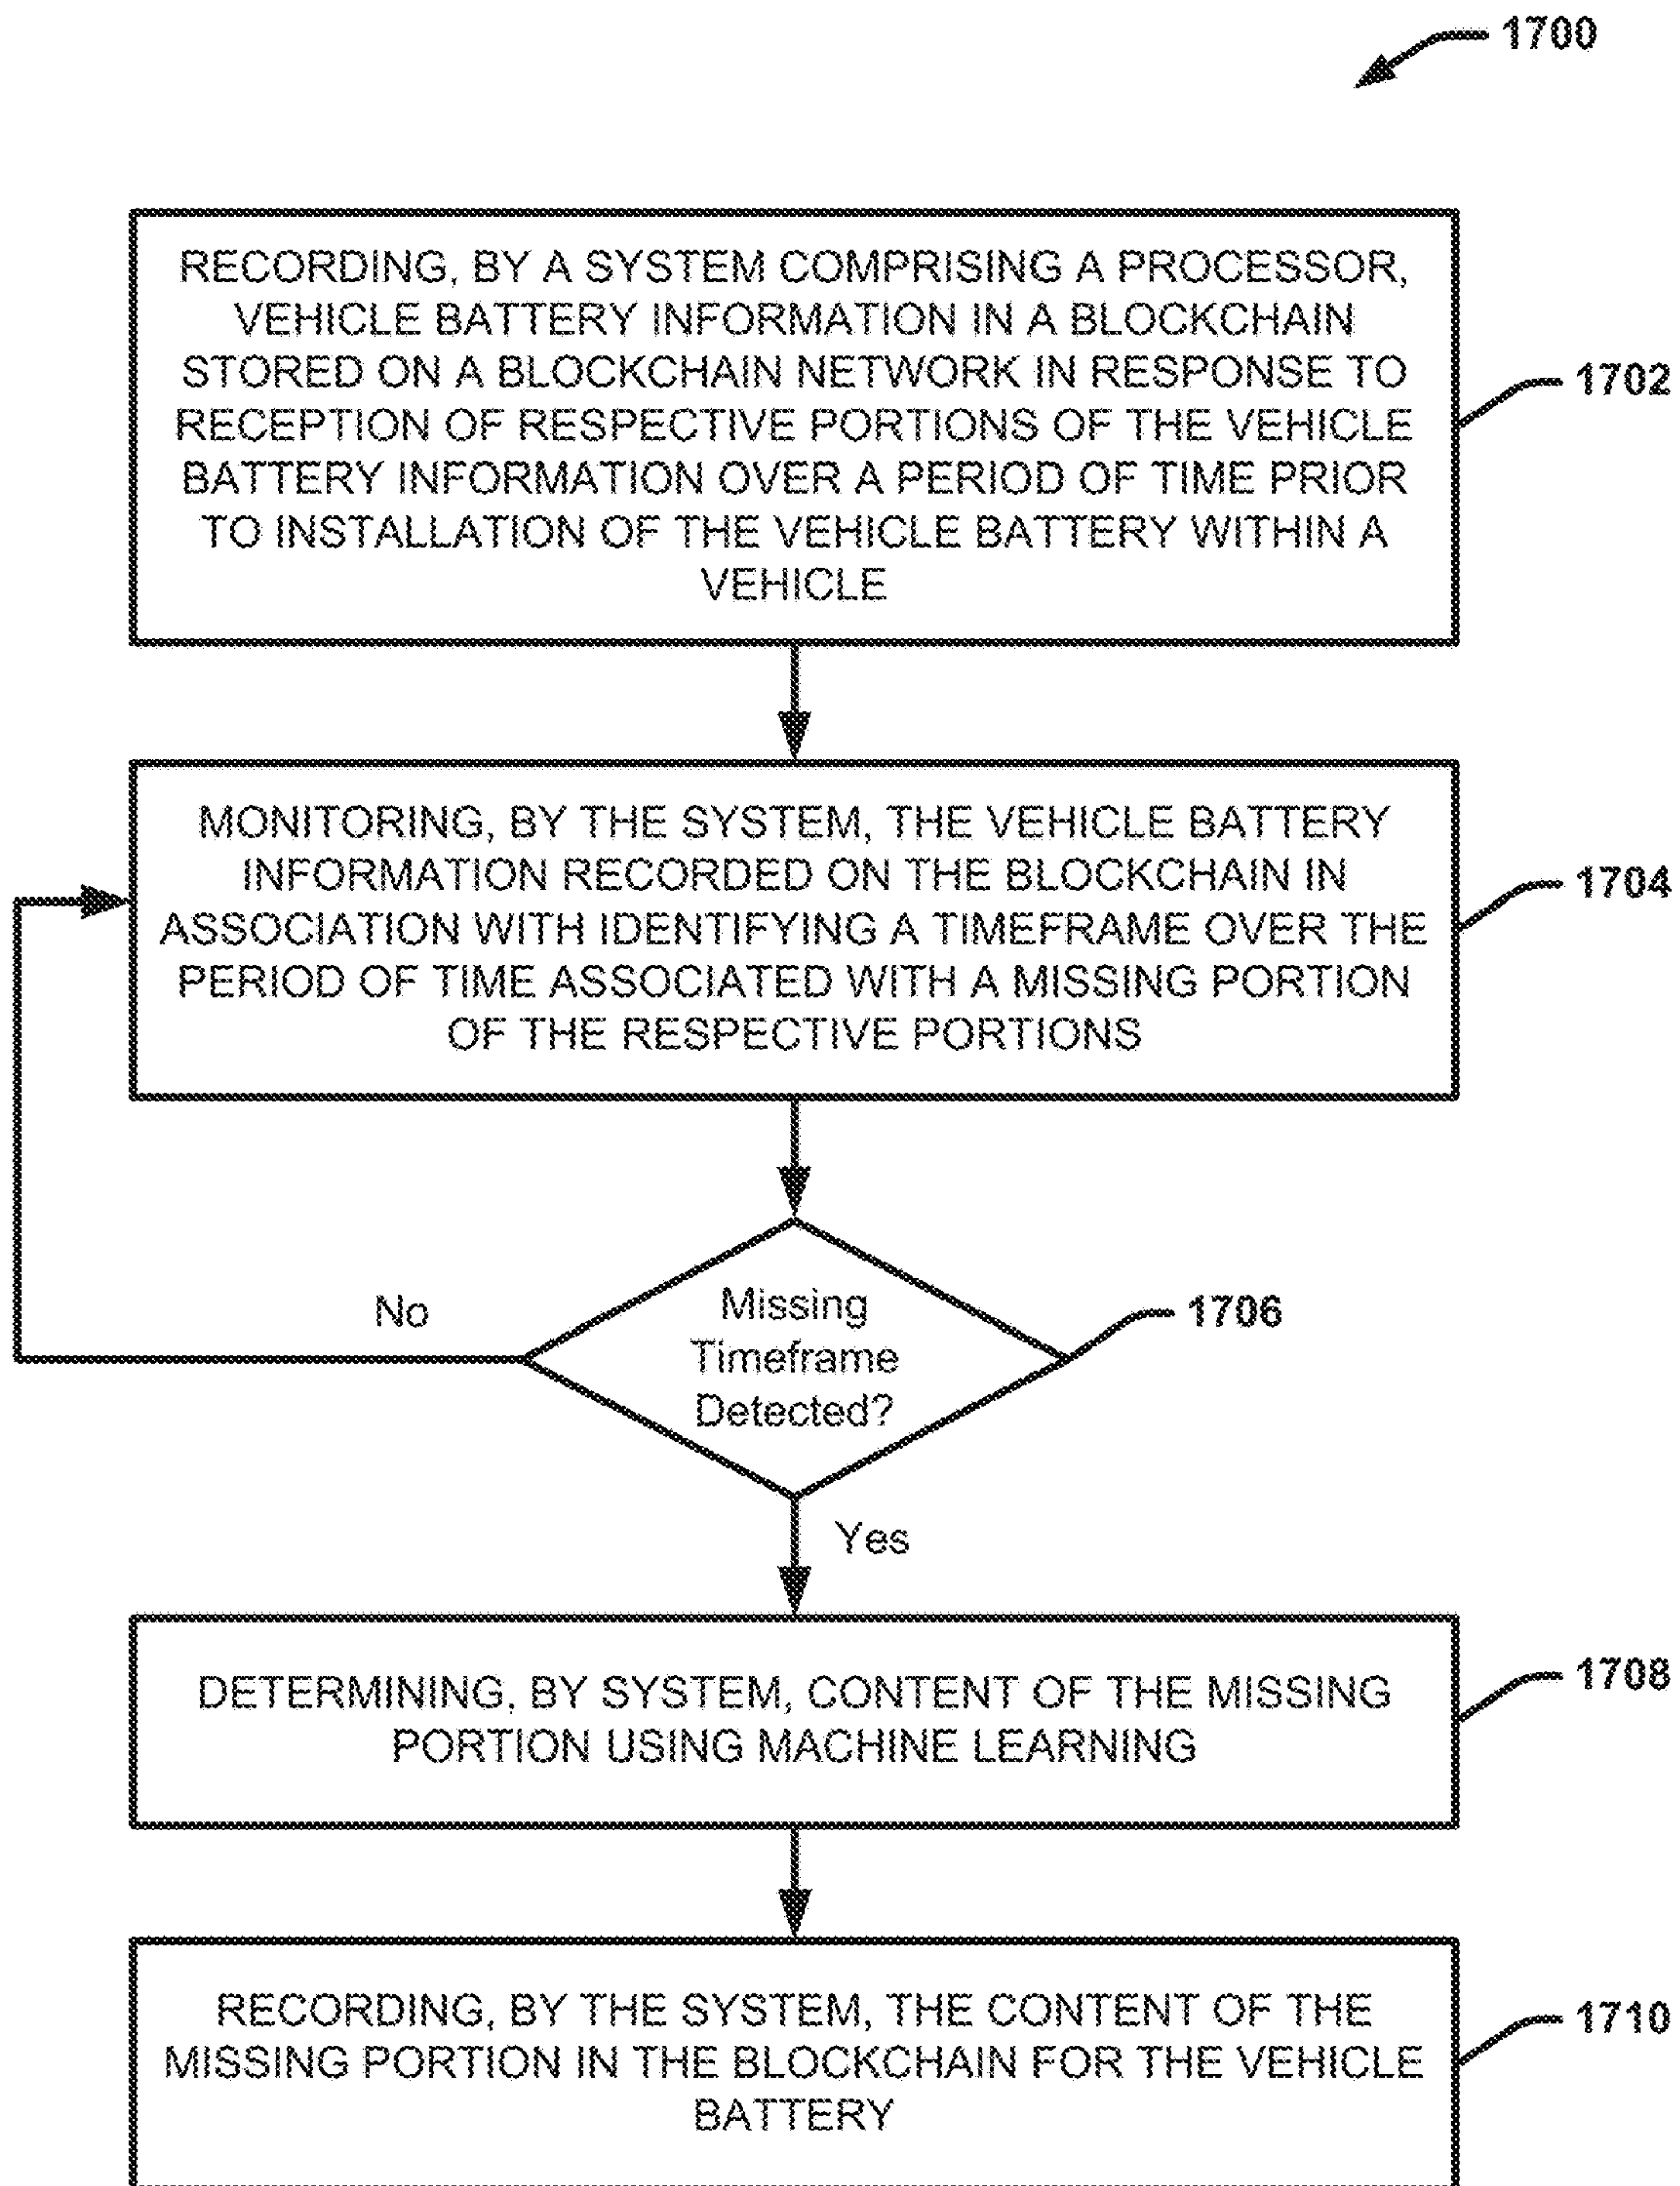 1700
RECORDING, BY A SYSTEM COMPRISING A PROCESSOR,
VEHICLE BATTERY INFORMATION IN A BLOCKCHAIN
STORED ON A BLOCKCHAIN NETWORK IN RESPONSE TO
RECEPTION OF RESPECTIVE PORTIONS OF THE VEHICLE
BATTERY INFORMATION OVER A PERIOD OF TIME PRIOR
TO INSTALLATION OF THE VEHICLE BATTERY WITHIN A
VEHICLE
1702
MONITORING, BY THE SYSTEM, THE VEHICLE BATTERY
INFORMATION RECORDED ON THE BLOCKCHAIN IN
ASSOCIATION WITH IDENTIFYING A TIMEFRAME OVER THE
PERIOD OF TIME ASSOCIATED WITH A MISSING PORTION
OF THE RESPECTIVE PORTIONS
1704
No
Missing
Timeframe
Detected?
1706
Yes
DETERMINING, BY SYSTEM, CONTENT OF THE MISSING
PORTION USING MACHINE LEARNING
1708
RECORDING, BY THE SYSTEM, THE CONTENT OF THE
MISSING PORTION IN THE BLOCKCHAIN FOR THE VEHICLE
BATTERY
1710